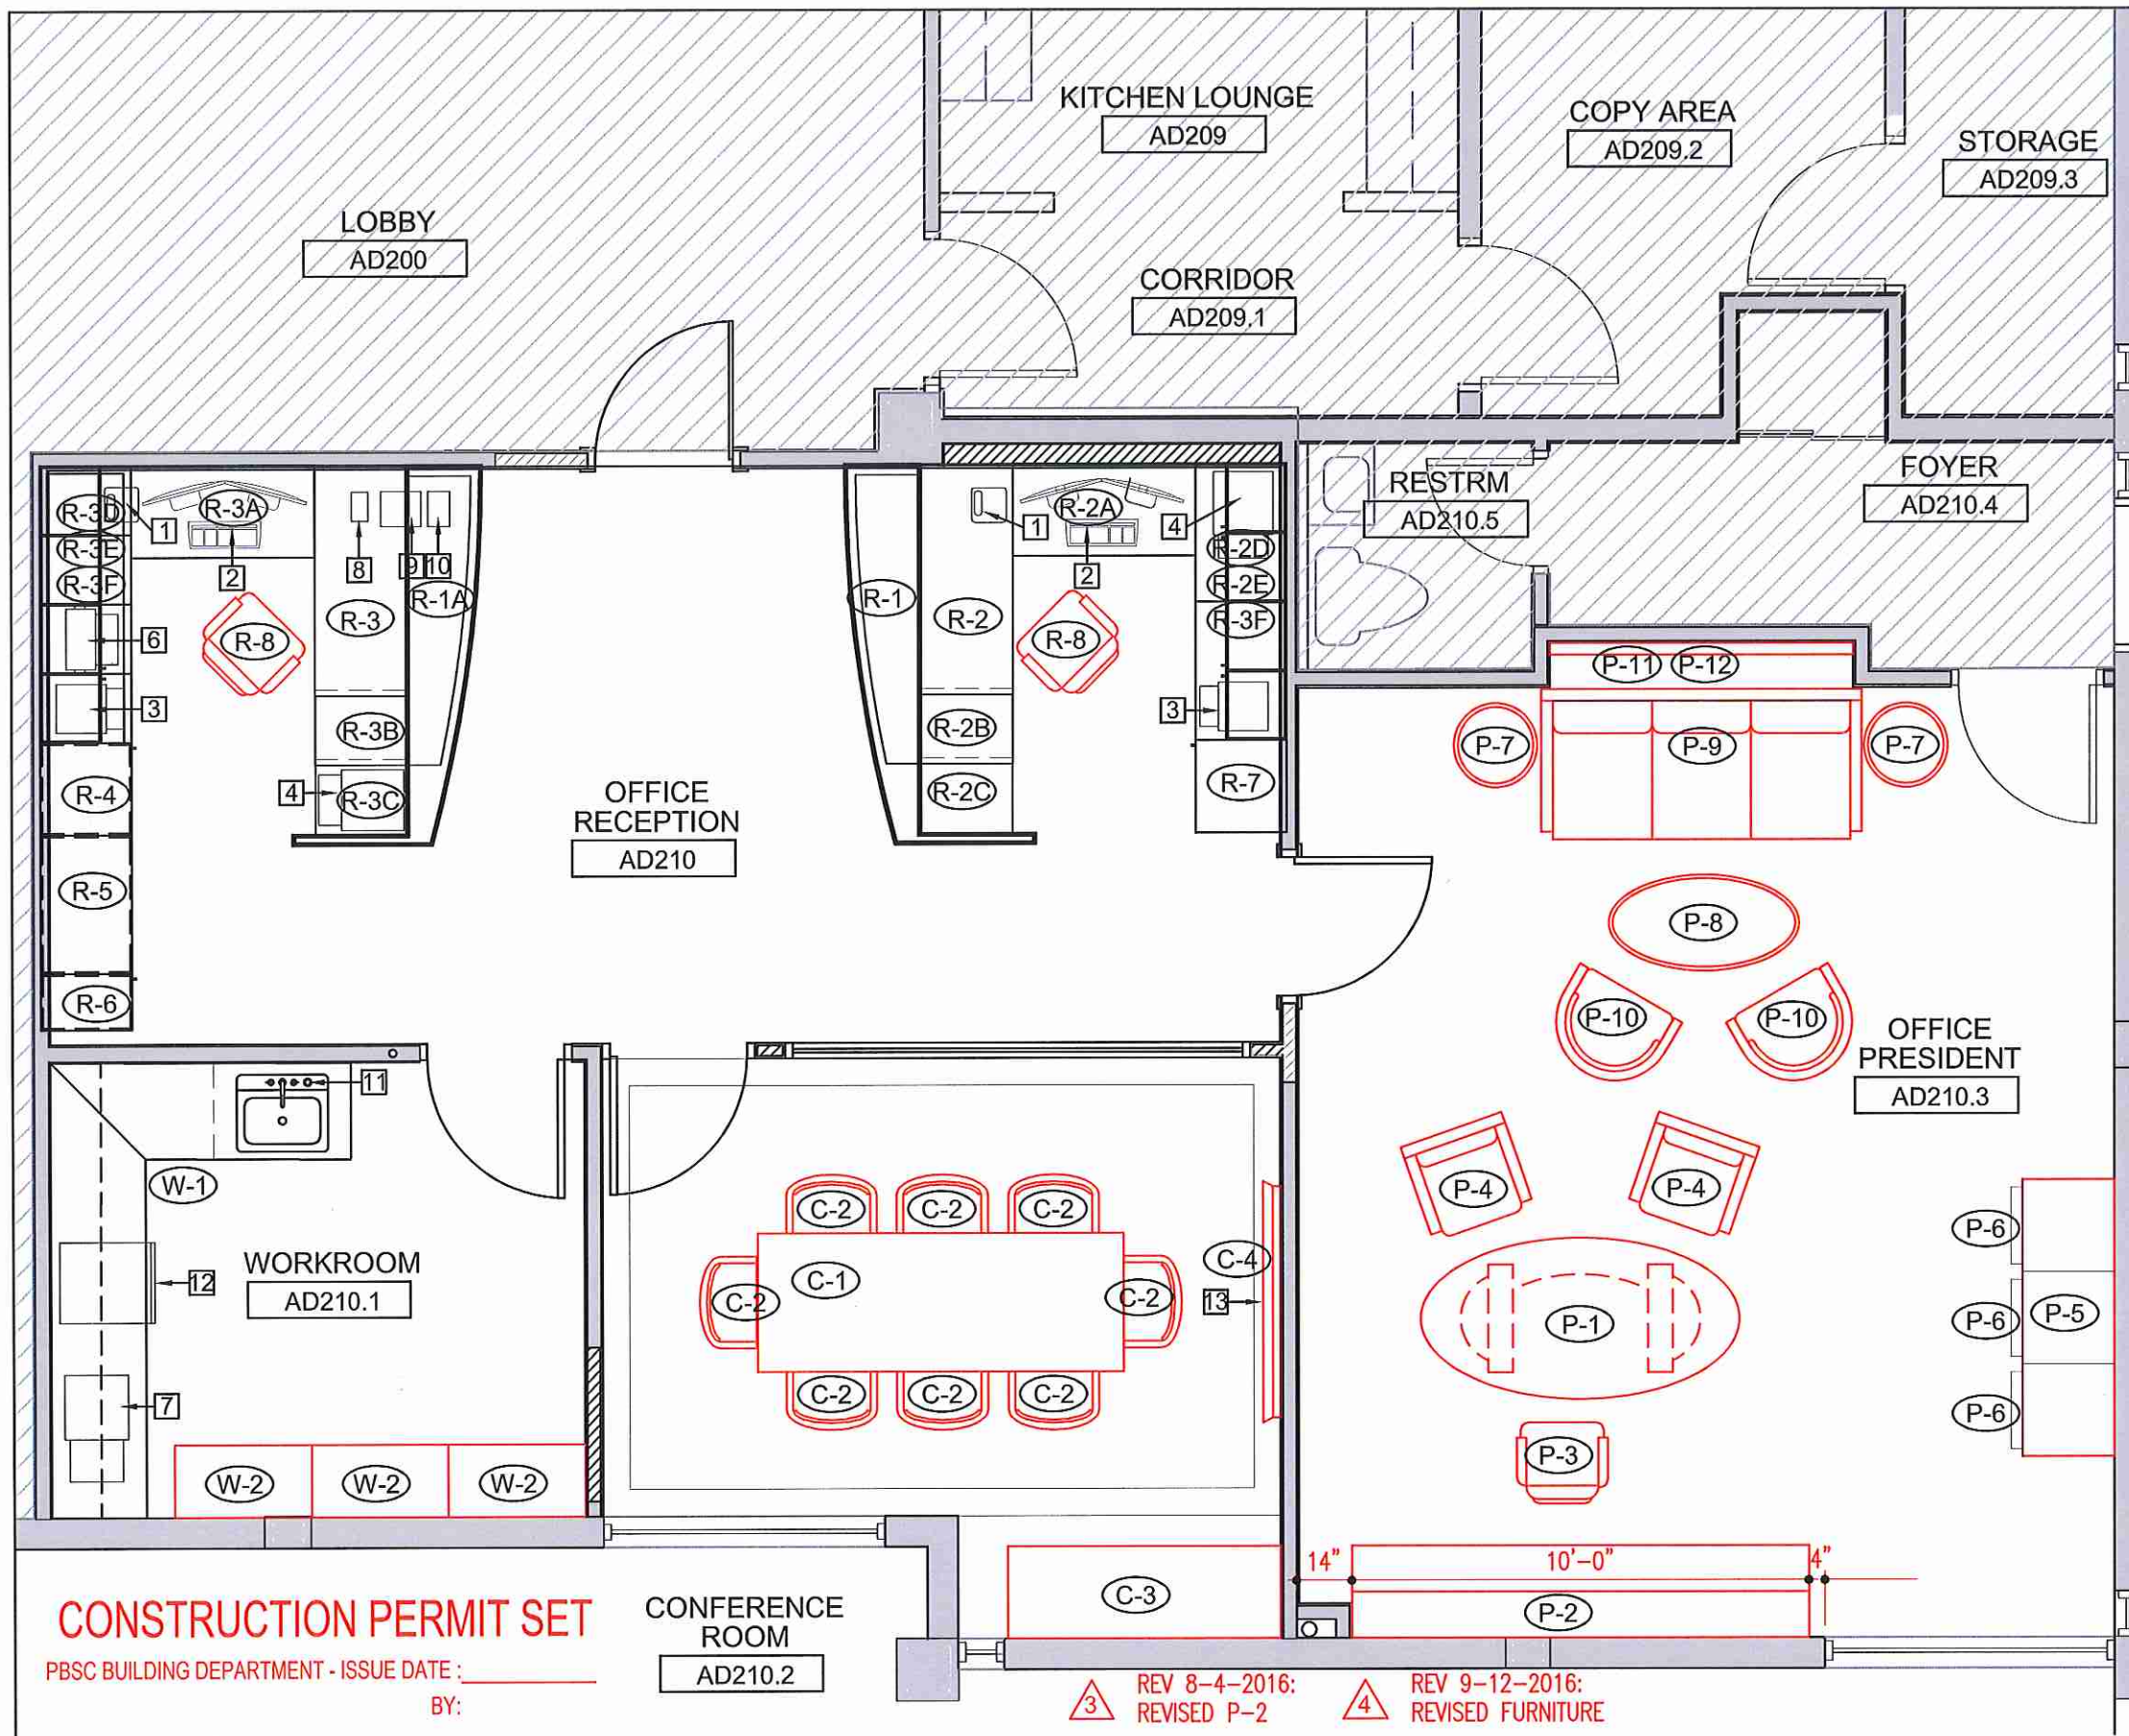 KITCHEN LOUNGE
AD209
COPY AREA
AD209.2
STORAGE
AD209.3
LOBBY
AD200
CORRIDOR
AD209.1
RESTRM
AD210.5
FOYER
AD210.4
R-3D
1
R-3A
2
R-3E
R-3F
8
9
10
R-1A
R-3
R-8
6
3
R-3B
4
R-3C
R-4
R-5
R-6
OFFICE
RECEPTION
AD210
R-1
R-2
1
R-2A
2
4
R-2D
R-2E
R-3F
R-8
R-2B
R-2C
3
R-7
P-11
P-12
P-7
P-9
P-7
P-8
P-10
P-10
OFFICE
PRESIDENT
AD210.3
P-4
P-4
P-1
P-6
P-6
P-5
P-6
P-3
11
W-1
WORKROOM
AD210.1
12
7
W-2
W-2
W-2
C-2
C-2
C-2
C-2
C-1
C-2
C-4
13
C-2
C-2
C-2
C-3
14"
10'-0"
4"
P-2
CONSTRUCTION PERMIT SET
PBSC BUILDING DEPARTMENT - ISSUE DATE :
BY:
CONFERENCE
ROOM
AD210.2
3
REV 8-4-2016:
REVISED P-2
4
REV 9-12-2016:
REVISED FURNITURE